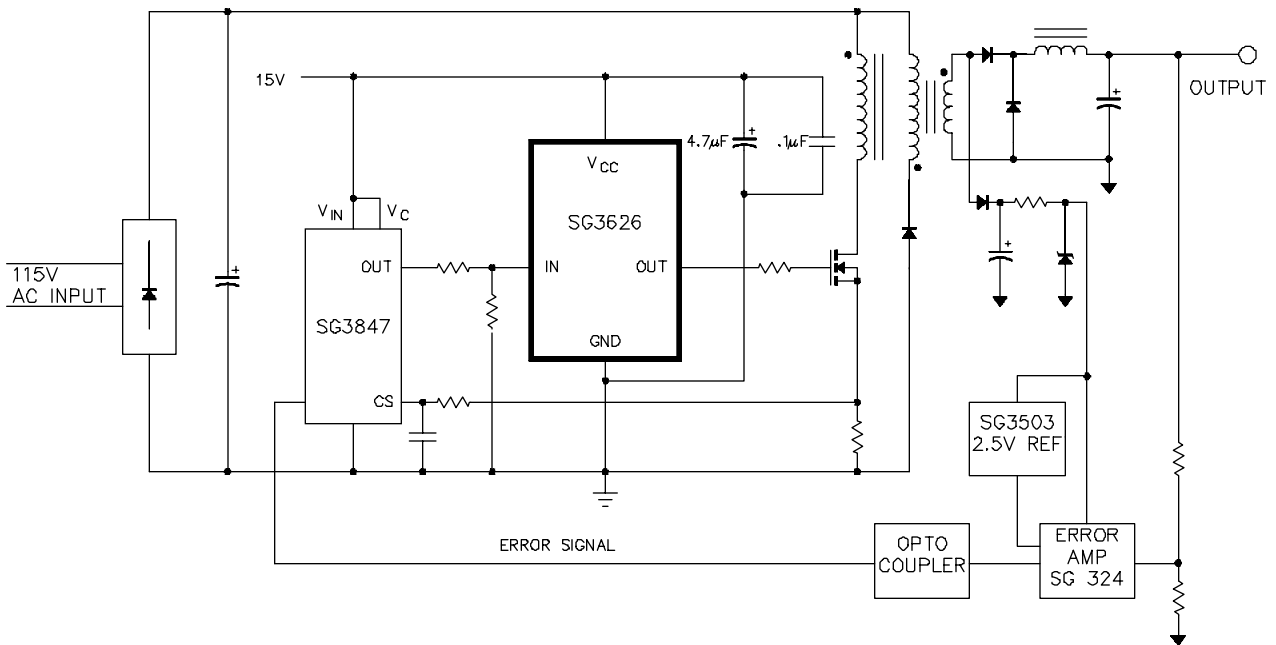 OUTPUT
15V
4.7µF
.1µF
VCC
VIN
VC
SG3626
OUT
IN
OUT
115V
AC INPUT
SG3847
GND
CS
SG3503
2.5V REF
ERROR SIGNAL
OPTO
COUPLER
ERROR
AMP
SG 324